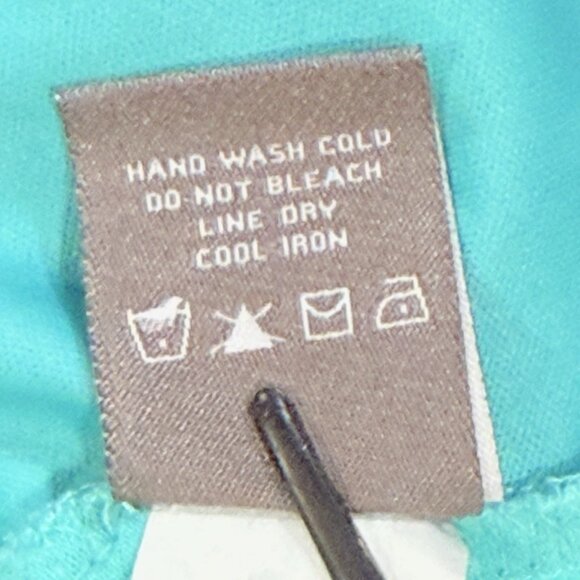 HAND WASH COLD
DO NOT BLEACH
LINE DRY
COOL IRON